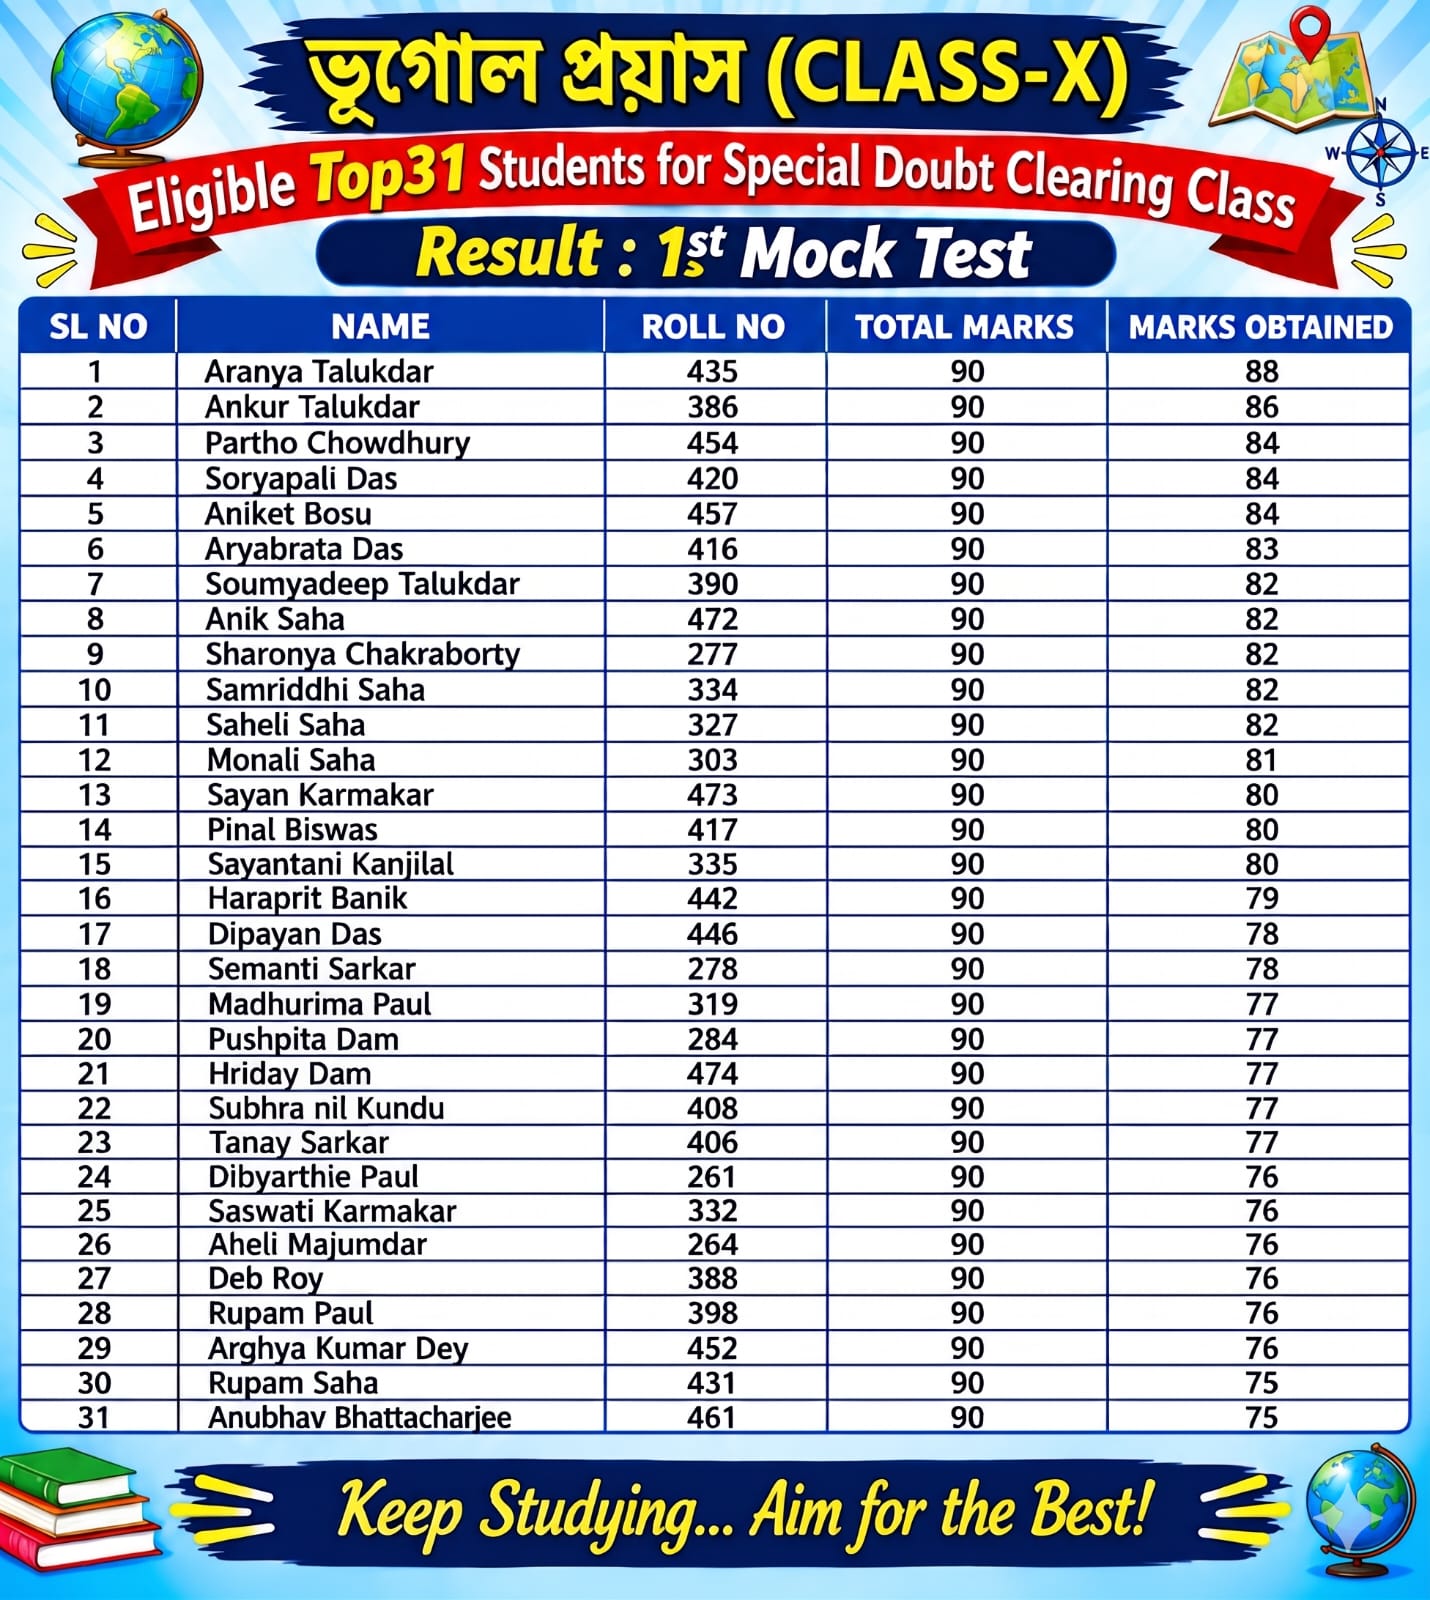 ভূগোল প্রয়াস (CLASS-X)
N
W E
S
Eligible Top31 Students for Special Doubt Clearing Class
Result : 1st Mock Test
SL NO NAME ROLL NO TOTAL MARKS MARKS OBTAINED
1 Aranya Talukdar 435 90 88
2 Ankur Talukdar 386 90 86
3 Partho Chowdhury 454 90 84
4 Soryapali Das 420 90 84
5 Aniket Bosu 457 90 84
6 Aryabrata Das 416 90 83
7 Soumyadeep Talukdar 390 90 82
8 Anik Saha 472 90 82
9 Sharonya Chakraborty 277 90 82
10 Samriddhi Saha 334 90 82
11 Saheli Saha 327 90 82
12 Monali Saha 303 90 81
13 Sayan Karmakar 473 90 80
14 Pinal Biswas 417 90 80
15 Sayantani Kanjilal 335 90 80
16 Haraprit Banik 442 90 79
17 Dipayan Das 446 90 78
18 Semanti Sarkar 278 90 78
19 Madhurima Paul 319 90 77
20 Pushpita Dam 284 90 77
21 Hriday Dam 474 90 77
22 Subhra nil Kundu 408 90 77
23 Tanay Sarkar 406 90 77
24 Dibyarthie Paul 261 90 76
25 Saswati Karmakar 332 90 76
26 Aheli Majumdar 264 90 76
27 Deb Roy 388 90 76
28 Rupam Paul 398 90 76
29 Arghya Kumar Dey 452 90 76
30 Rupam Saha 431 90 75
31 Anubhav Bhattacharjee 461 90 75
Keep Studying... Aim for the Best!